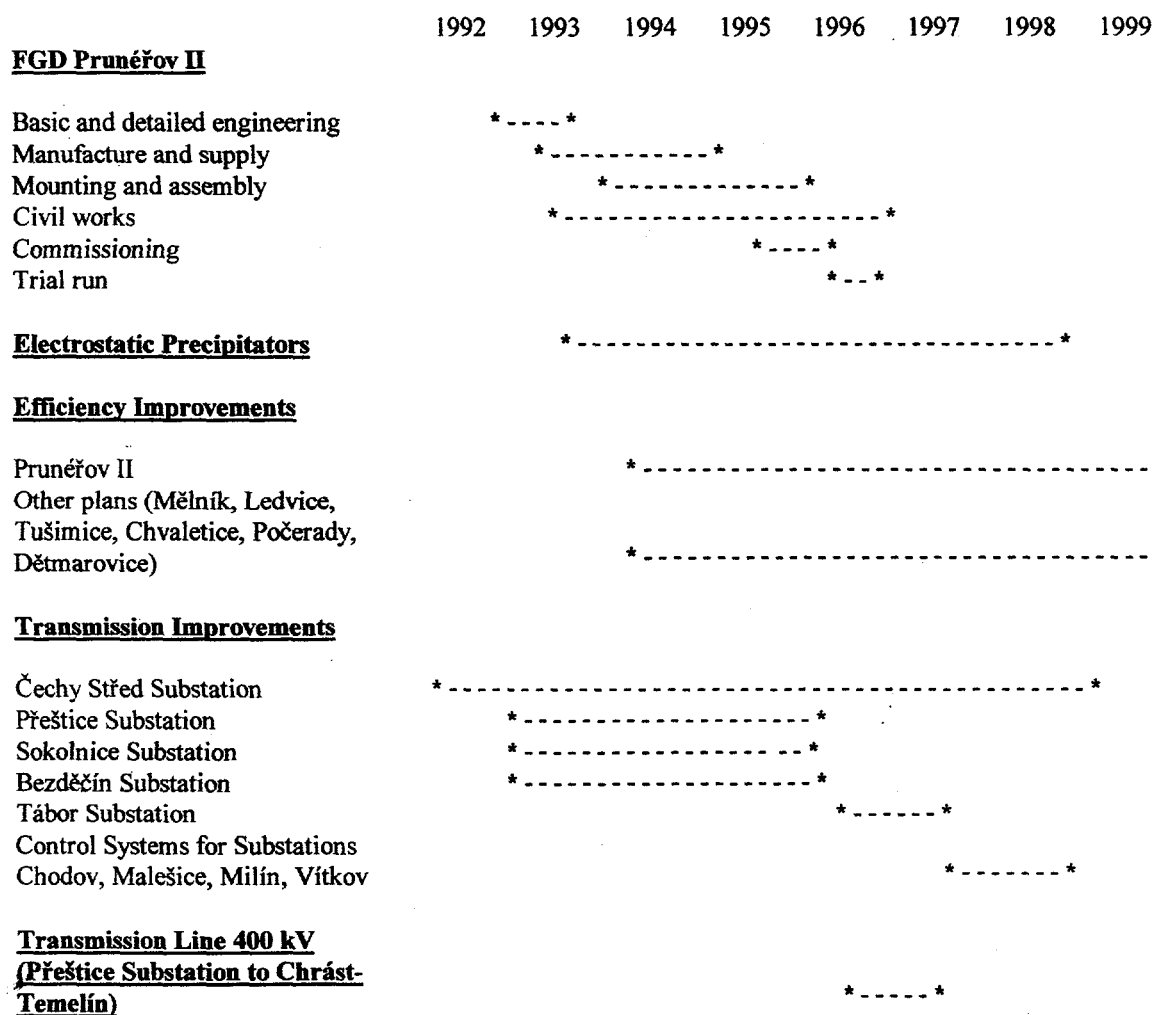 1992 1993 1994 1995 1996 1997 1998 1999
FGD Prunéřov II
Basic and detailed engineering *----*
Manufacture and supply *-----------*
Mounting and assembly *-------------*
Civil works *---------------------*
Commissioning *----*
Trial run *--*
Electrostatic Precipitators *------------------------------*
Efficiency Improvements
Prunéřov II *--------------------------------
Other plans (Mělník, Ledvice,
Tušimice, Chvaletice, Počerady,
Dětmarovice) *--------------------------------
Transmission Improvements
Čechy Střed Substation *----------------------------------------*
Přeštice Substation *------------------*
Sokolnice Substation *--------------- --*
Bezděčín Substation *------------------*
Tábor Substation *------*
Control Systems for Substations
Chodov, Malešice, Milín, Vítkov *-------*
Transmission Line 400 kV
(Přeštice Substation to Chrást-
Temelín) *-----*